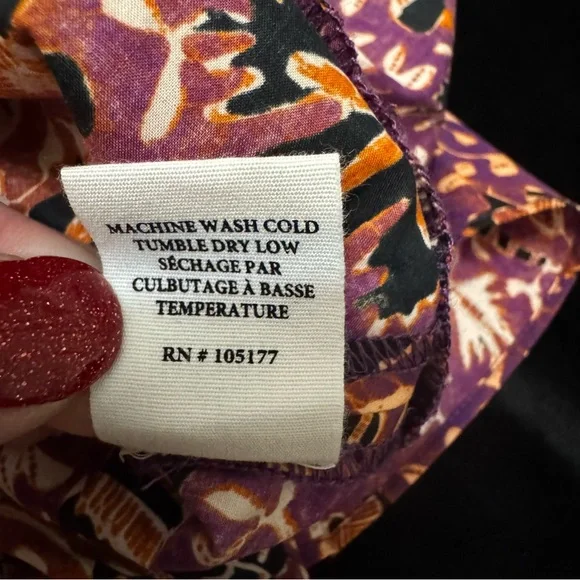 MACHINE WASH COLD
TUMBLE DRY LOW
SÉCHAGE PAR
CULBUTAGE À BASSE
TEMPERATURE
RN # 105177